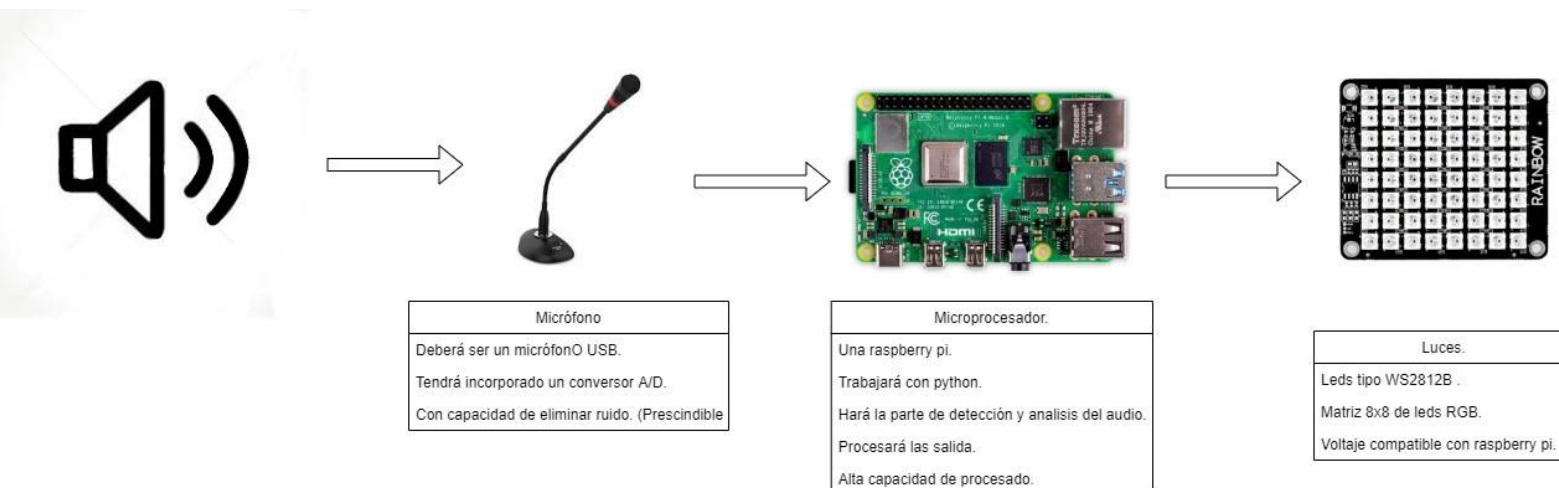 Micrófono
Deberá ser un micrófonO USB.
Tendrá incorporado un conversor A/D.
Con capacidad de eliminar ruido. (Prescindible
Microprocesador.
Una raspberry pi.
Trabajará con python.
Hará la parte de detección y analisis del audio.
Procesará las salida.
Alta capacidad de procesado.
HDMI
RAINBOW
Luces.
Leds tipo WS2812B .
Matriz 8x8 de leds RGB.
Voltaje compatible con raspberry pi.